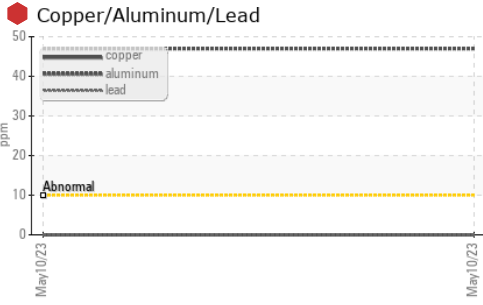 Copper/Aluminum/Lead
50
copper
aluminum
lead
40
30
ppm
20
Abnormal
10
0
May10/23
May10/23